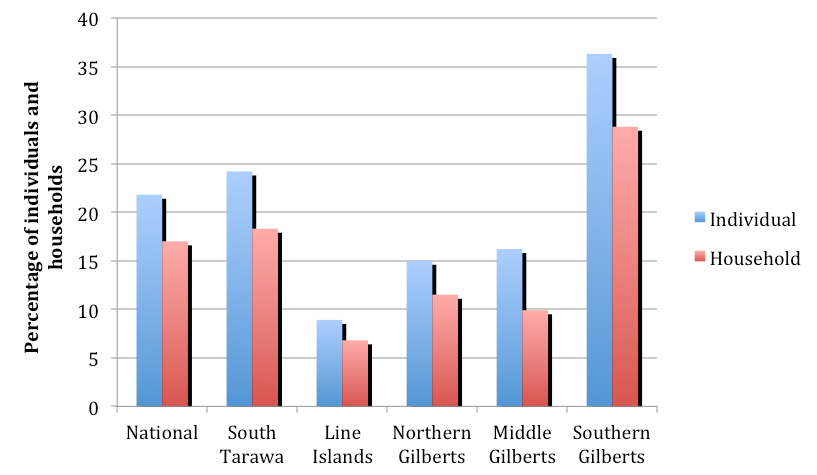 Percentage of individuals and
households
40
35
30
25
20
15
10
5
0
National
South
Tarawa
Line
Islands
Northern
Gilberts
Middle
Gilberts
Southern
Gilberts
Individual
Household